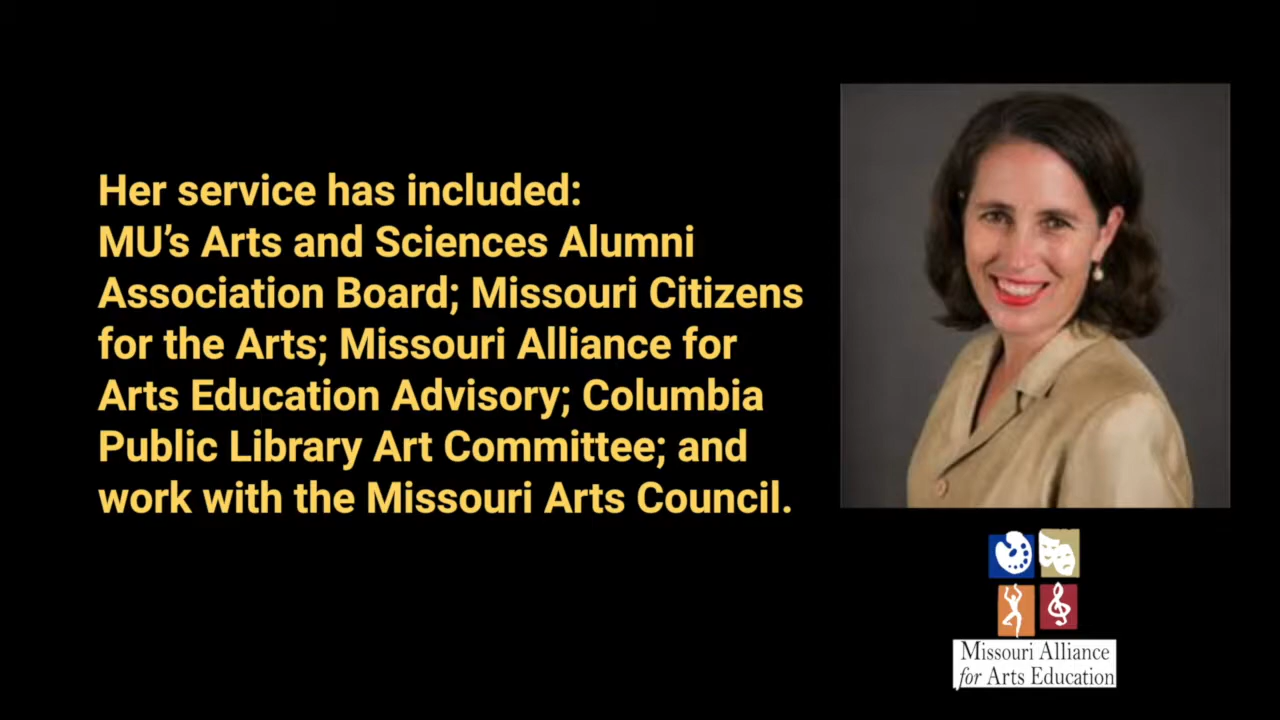 Her service has included:
MU’s Arts and Sciences Alumni
Association Board; Missouri Citizens
for the Arts; Missouri Alliance for
Arts Education Advisory; Columbia
Public Library Art Committee; and
work with the Missouri Arts Council.
Missouri Alliance
for Arts Education